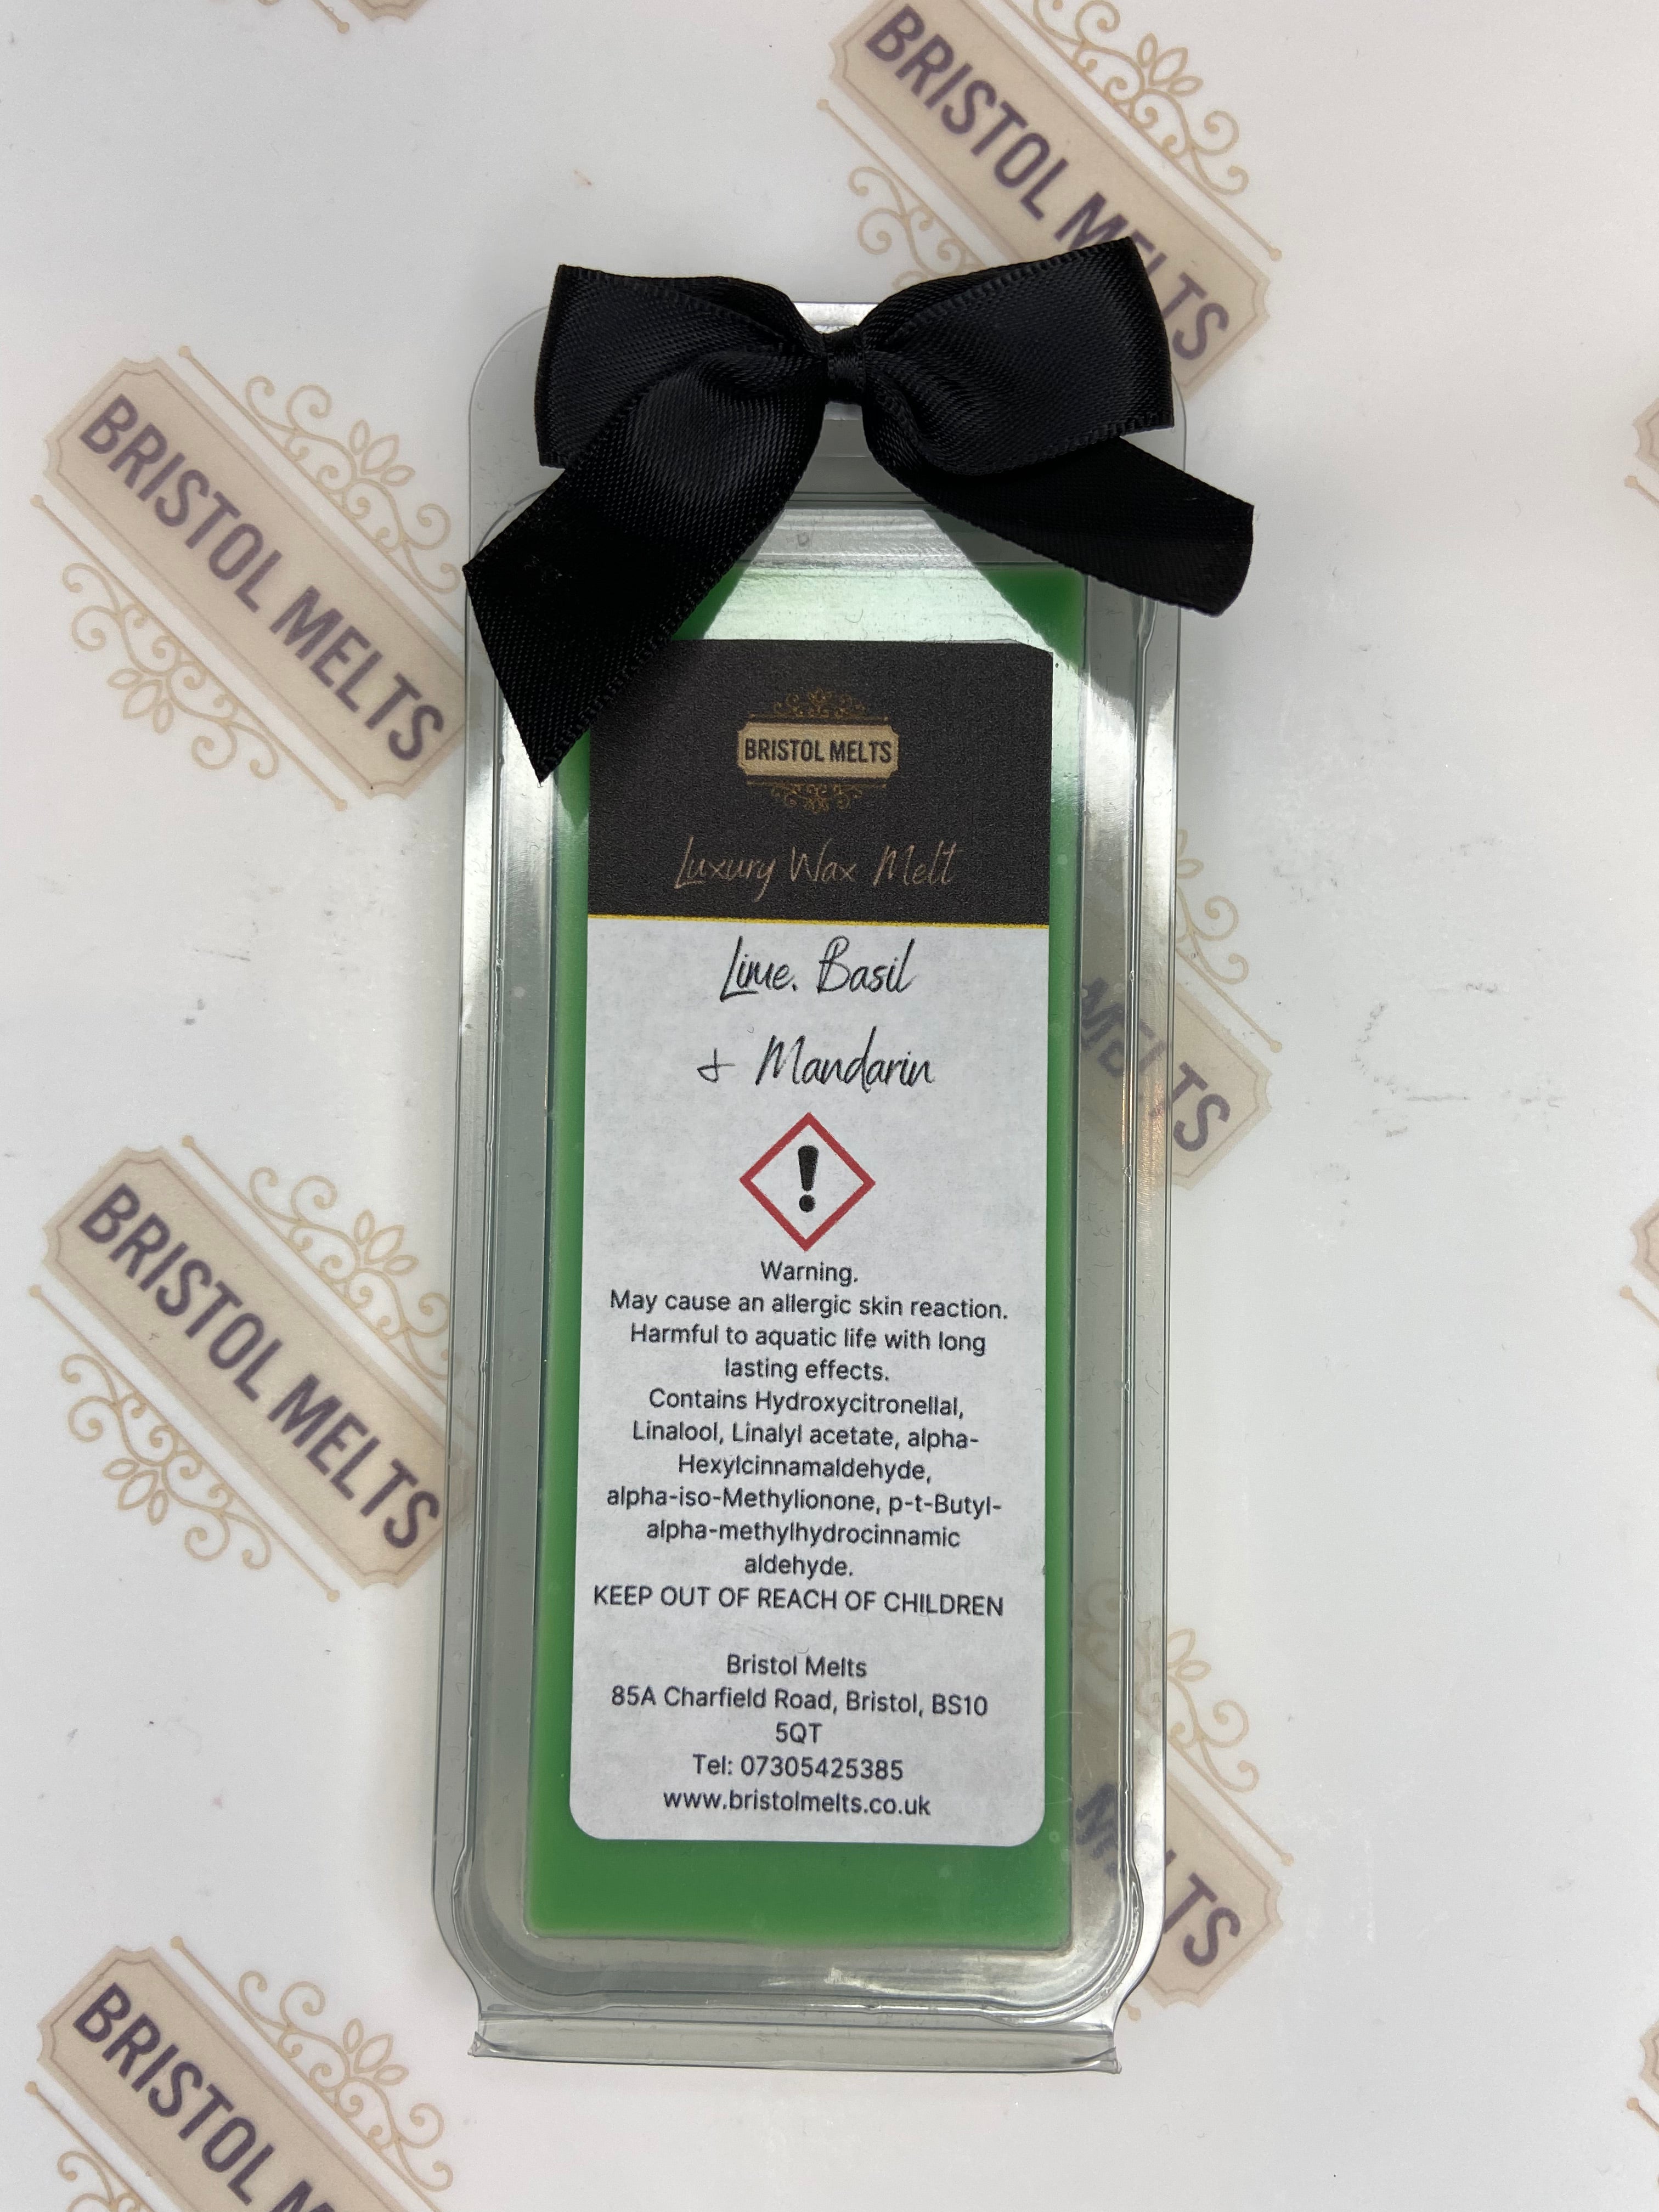 BRISTOL MELTS
BRISTOL MELTS
BRISTOL MELTS
Luxury Wax Melt
Lime. Basil
& Mandarin
Warning.
May cause an allergic skin reaction.
Harmful to aquatic life with long
lasting effects.
Contains Hydroxycitronellal,
Linalool, Linalyl acetate, alpha-
Hexylcinnamaldehyde,
alpha-iso-Methylionone, p-t-Butyl-
alpha-methylhydrocinnamic
aldehyde.
KEEP OUT OF REACH OF CHILDREN
Bristol Melts
85A Charfield Road, Bristol, BS10
5QT
Tel: 07305425385
www.bristolmelts.co.uk
MELTS
BRISTOL MELTS
MELTS
BRISTOL